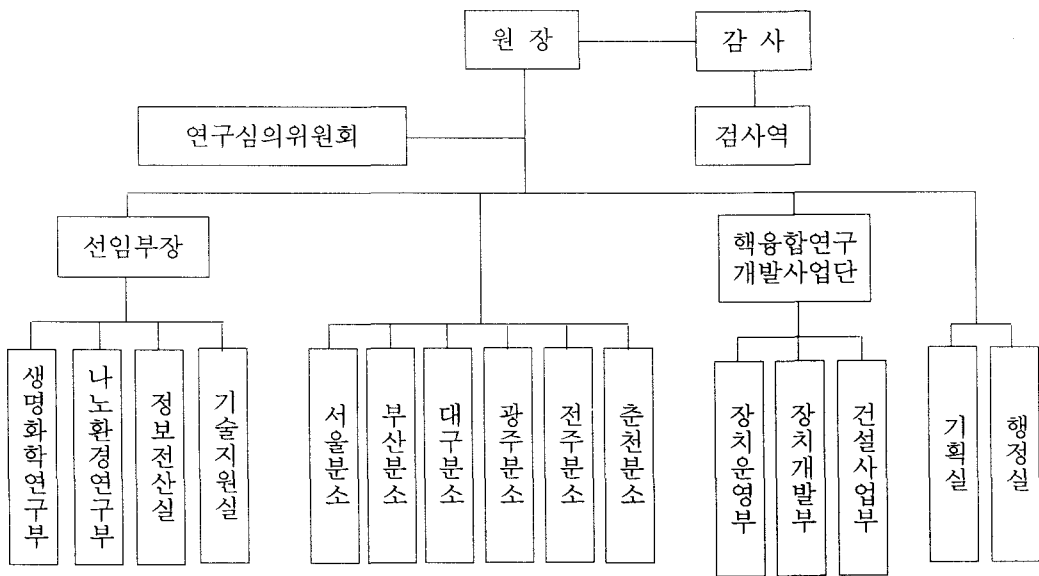 원 장
감 사
연구심의위원회
검사역
선임부장
핵융합연구
개발사업단
생명화학연구부
나노환경연구부
정보전산실
기술지원실
서울분소
부산분소
대구분소
광주분소
전주분소
춘천분소
장치운영부
장치개발부
건설사업부
기획실
행정실